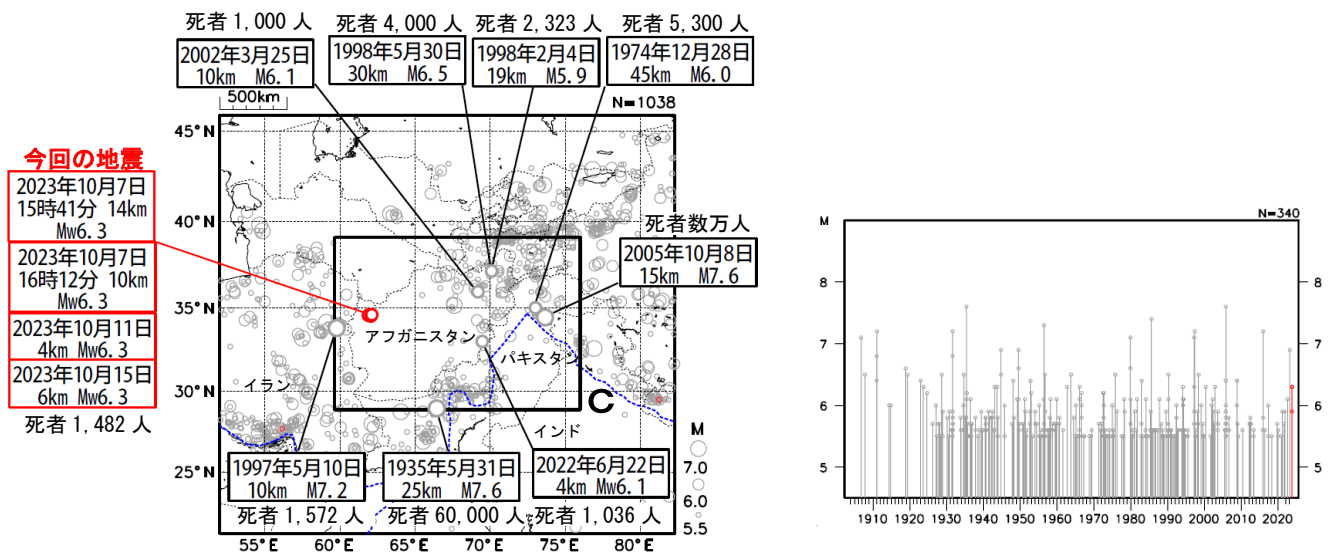 死者 1,000 人
死者 4,000 人
死者 2,323 人
死者 5,300 人
2002年3月25日
10km M6.1
1998年5月30日
30km M6.5
1998年2月4日
19km M5.9
1974年12月28日
45km M6.0
500km
N=1038
45°N
40°N
35°N
30°N
25°N
今回の地震
2023年10月7日
15時41分 14km
Mw6.3
2023年10月7日
16時12分 10km
Mw6.3
2023年10月11日
4km Mw6.3
2023年10月15日
6km Mw6.3
死者 1,482 人
死者数万人
2005年10月8日
15km M7.6
アフガニスタン
パキスタン
イラン
インド
C
M
7.0
6.0
5.5
1997年5月10日
10km M7.2
死者 1,572 人
1935年5月31日
25km M7.6
死者 60,000 人
2022年6月22日
4km Mw6.1
死者 1,036 人
55°E
60°E
65°E
70°E
75°E
80°E
M
N=340
8
7
6
5
8
7
6
5
1910
1920
1930
1940
1950
1960
1970
1980
1990
2000
2010
2020